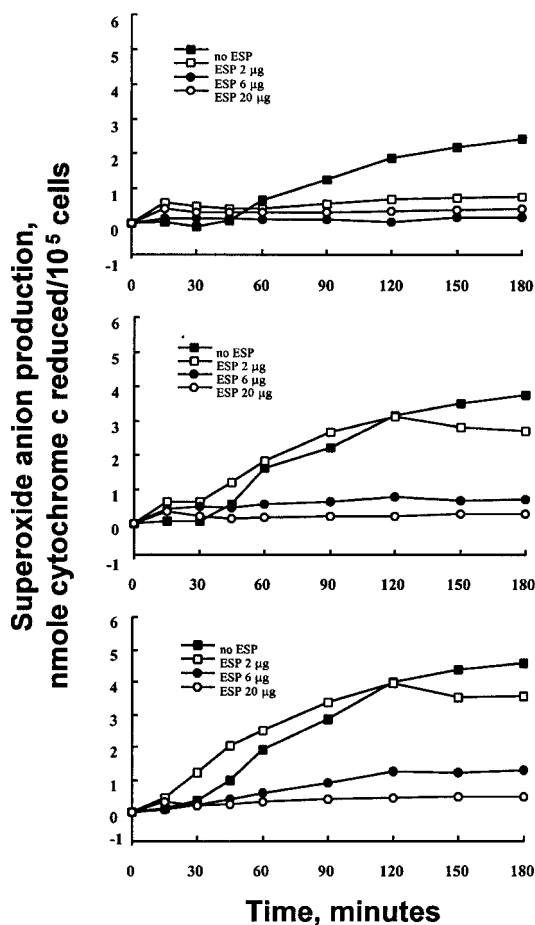 Superoxide anion production,
nmole cytochrome c reduced/10⁵ cells
6
5
4
3
2
1
0
-1
no ESP
ESP 2 µg
ESP 6 µg
ESP 20 µg
0 30 60 90 120 150 180
6
5
4
3
2
1
0
-1
no ESP
ESP 2 µg
ESP 6 µg
ESP 20 µg
0 30 60 90 120 150 180
6
5
4
3
2
1
0
-1
no ESP
ESP 2 µg
ESP 6 µg
ESP 20 µg
0 30 60 90 120 150 180
Time, minutes